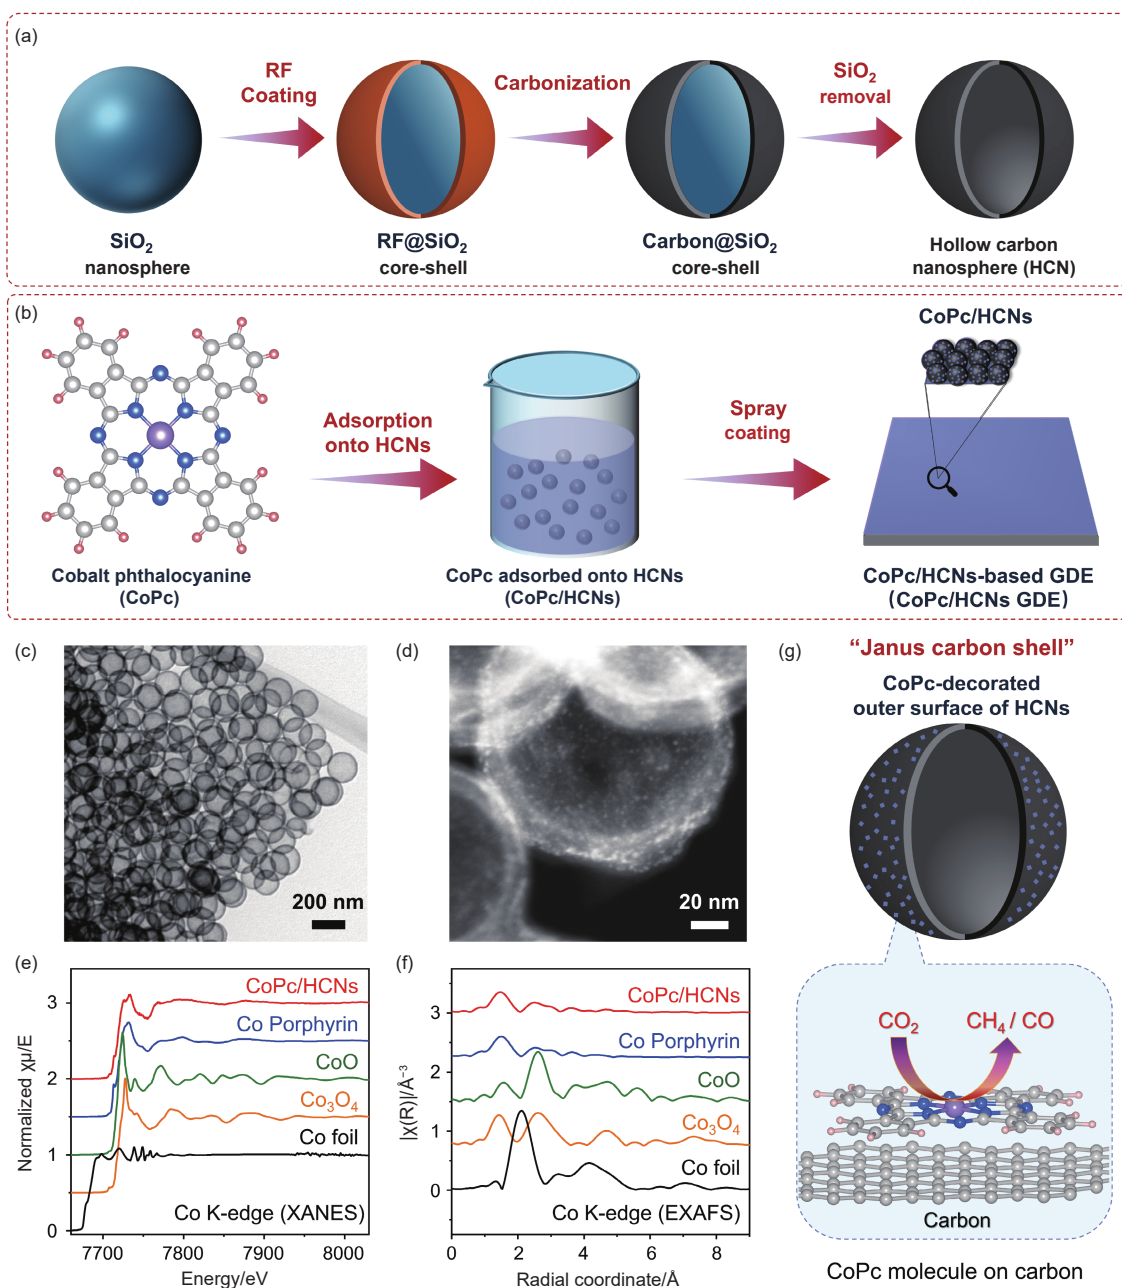 (a)
RF
Coating
Carbonization
SiO₂
removal
SiO₂
nanosphere
RF@SiO₂
core-shell
Carbon@SiO₂
core-shell
Hollow carbon
nanosphere (HCN)
(b)
CoPc/HCNs
Adsorption
onto HCNs
Spray
coating
Cobalt phthalocyanine
(CoPc)
CoPc adsorbed onto HCNs
(CoPc/HCNs)
CoPc/HCNs-based GDE
(CoPc/HCNs GDE)
(c)
200 nm
(d)
20 nm
(e)
CoPc/HCNs
Co Porphyrin
CoO
Co₃O₄
Co foil
Co K-edge (XANES)
Normalized χμ/E
3
2
1
0
7700 7800 7900 8000
Energy/eV
(f)
CoPc/HCNs
Co Porphyrin
CoO
Co₃O₄
Co foil
Co K-edge (EXAFS)
|χ(R)|/Å⁻³
3
2
1
0
0 2 4 6 8
Radial coordinate/Å
(g)
“Janus carbon shell”
CoPc-decorated
outer surface of HCNs
CO₂
CH₄ / CO
Carbon
CoPc molecule on carbon